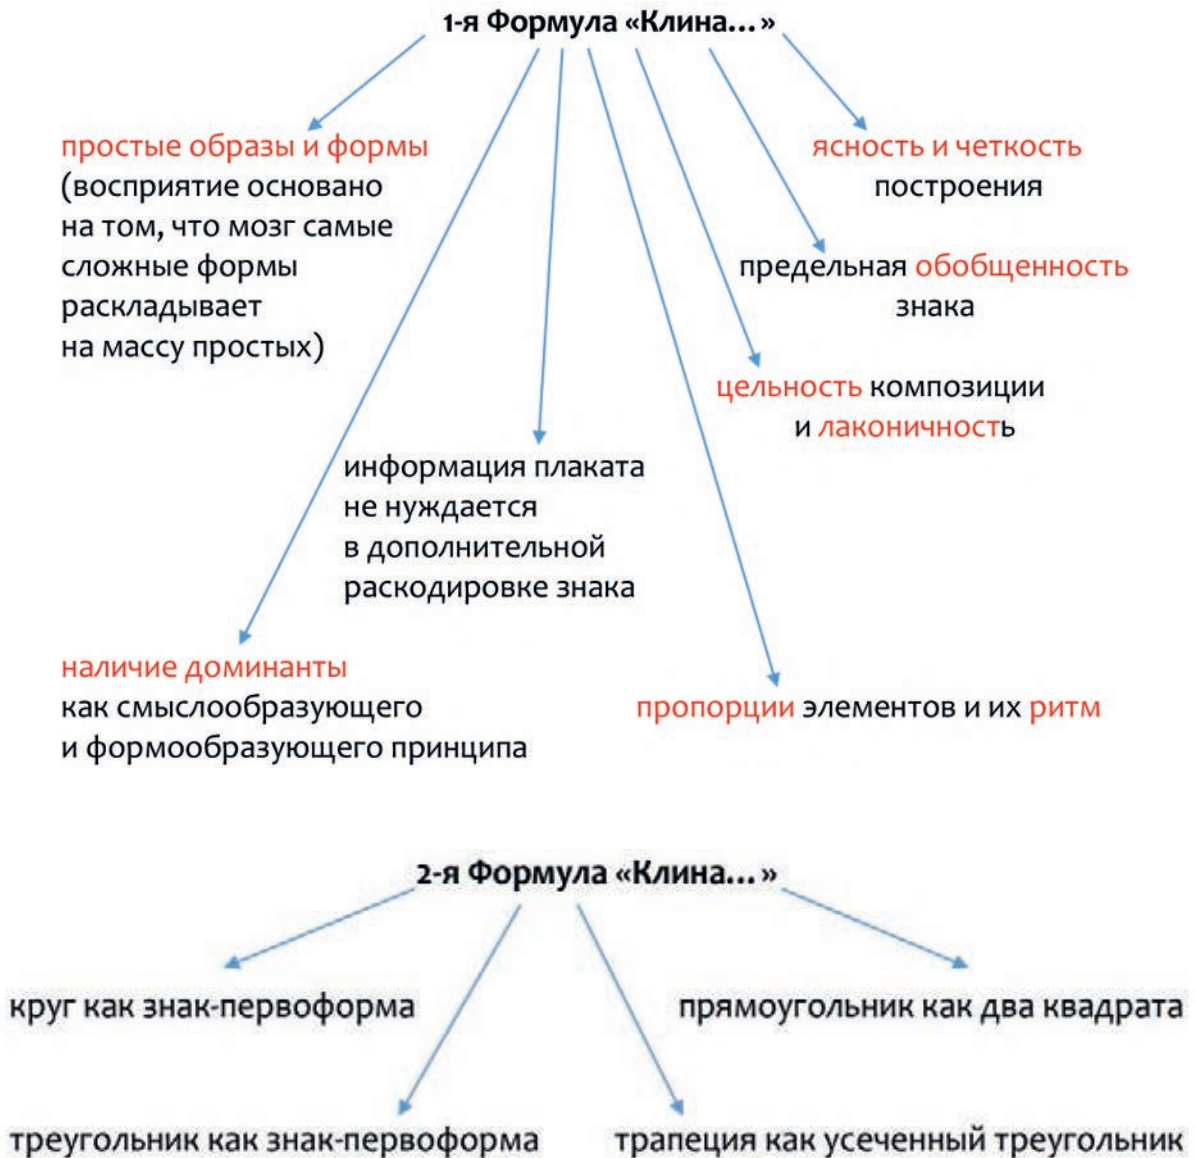 1-я Формула «Клина...»
простые образы и формы
(восприятие основано
на том, что мозг самые
сложные формы
раскладывает
на массу простых)
ясность и четкость
построения
предельная обобщенность
знака
цельность композиции
и лаконичность
информация плаката
не нуждается
в дополнительной
раскодировке знака
наличие доминанты
как смыслообразующего
и формообразующего принципа
пропорции элементов и их ритм
2-я Формула «Клина...»
круг как знак-первоформа
прямоугольник как два квадрата
треугольник как знак-первоформа
трапеция как усеченный треугольник